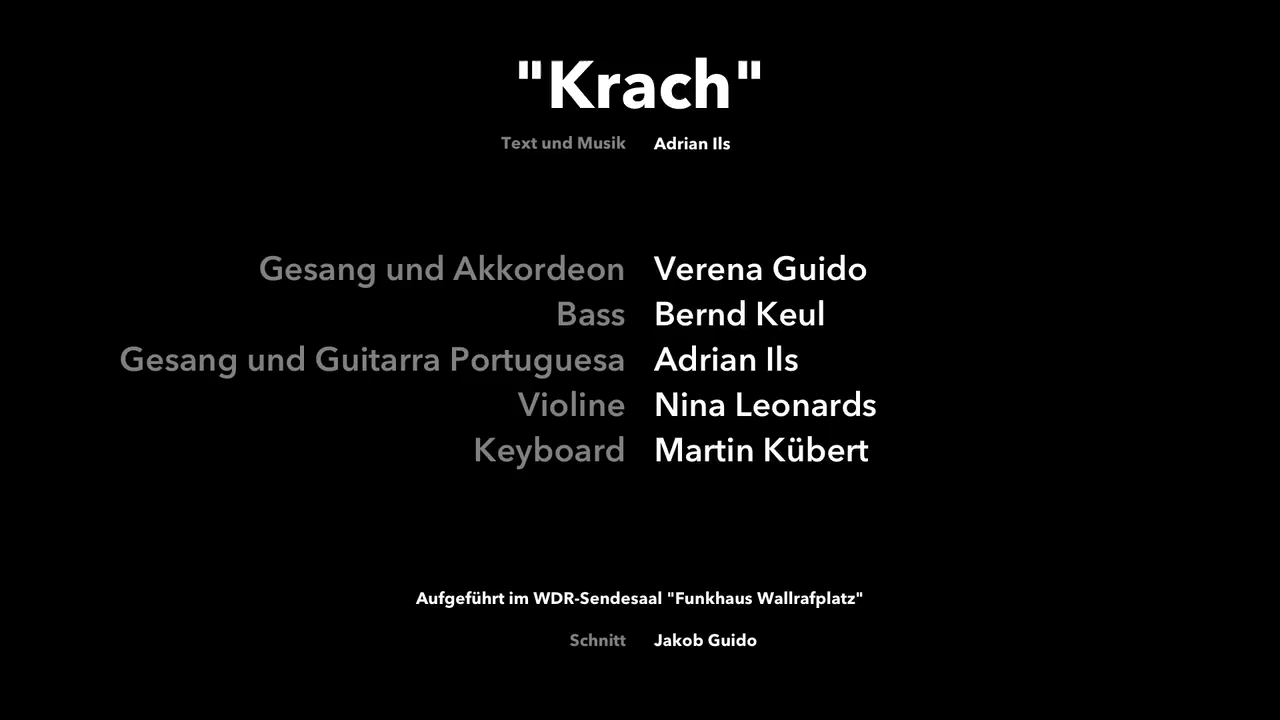 "Krach"
Text und Musik Adrian Ils
Gesang und Akkordeon Verena Guido
Bass Bernd Keul
Gesang und Guitarra Portuguesa Adrian Ils
Violine Nina Leonards
Keyboard Martin Kübert
Aufgeführt im WDR-Sendesaal "Funkhaus Wallrafplatz"
Schnitt Jakob Guido